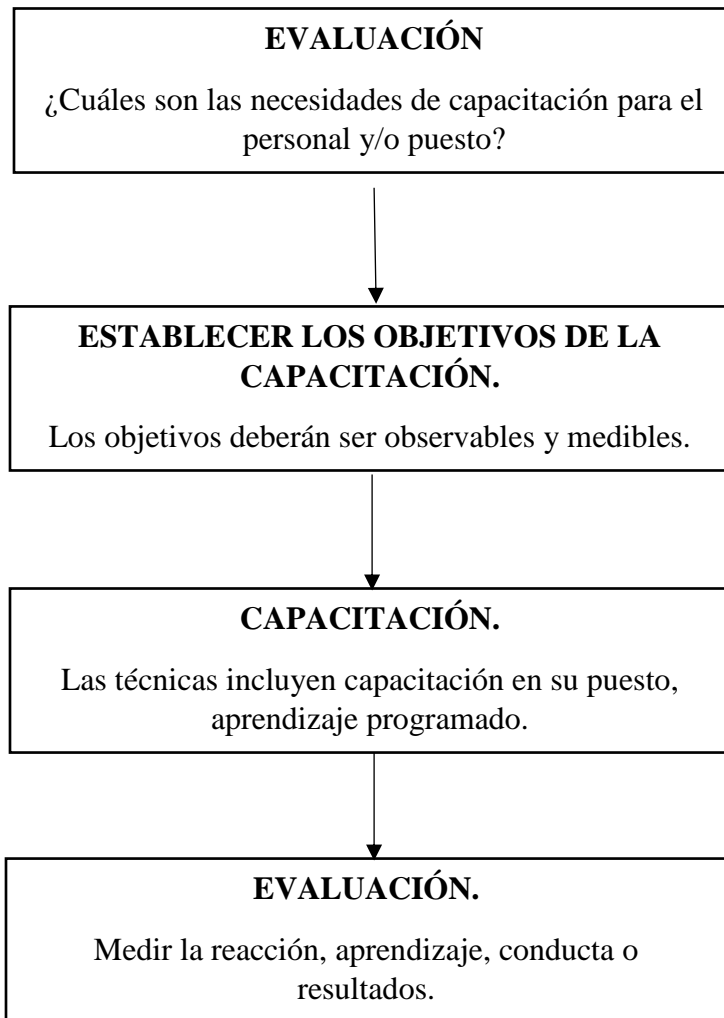 EVALUACIÓN
¿Cuáles son las necesidades de capacitación para el
personal y/o puesto?
ESTABLECER LOS OBJETIVOS DE LA
CAPACITACIÓN.
Los objetivos deberán ser observables y medibles.
CAPACITACIÓN.
Las técnicas incluyen capacitación en su puesto,
aprendizaje programado.
EVALUACIÓN.
Medir la reacción, aprendizaje, conducta o
resultados.